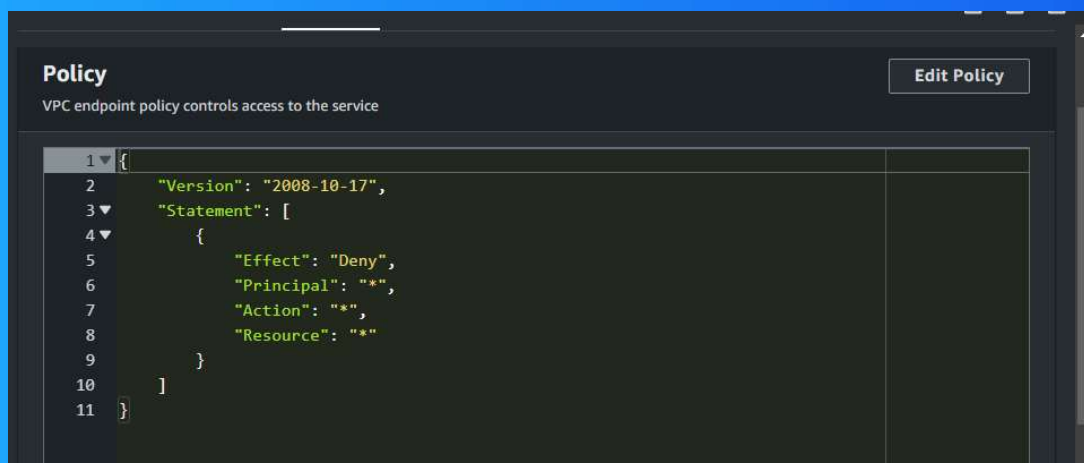 Policy
Edit Policy
VPC endpoint policy controls access to the service
1 {
2 "Version": "2008-10-17",
3 "Statement": [
4 {
5 "Effect": "Deny",
6 "Principal": "*",
7 "Action": "*",
8 "Resource": "*"
9 }
10 ]
11 }